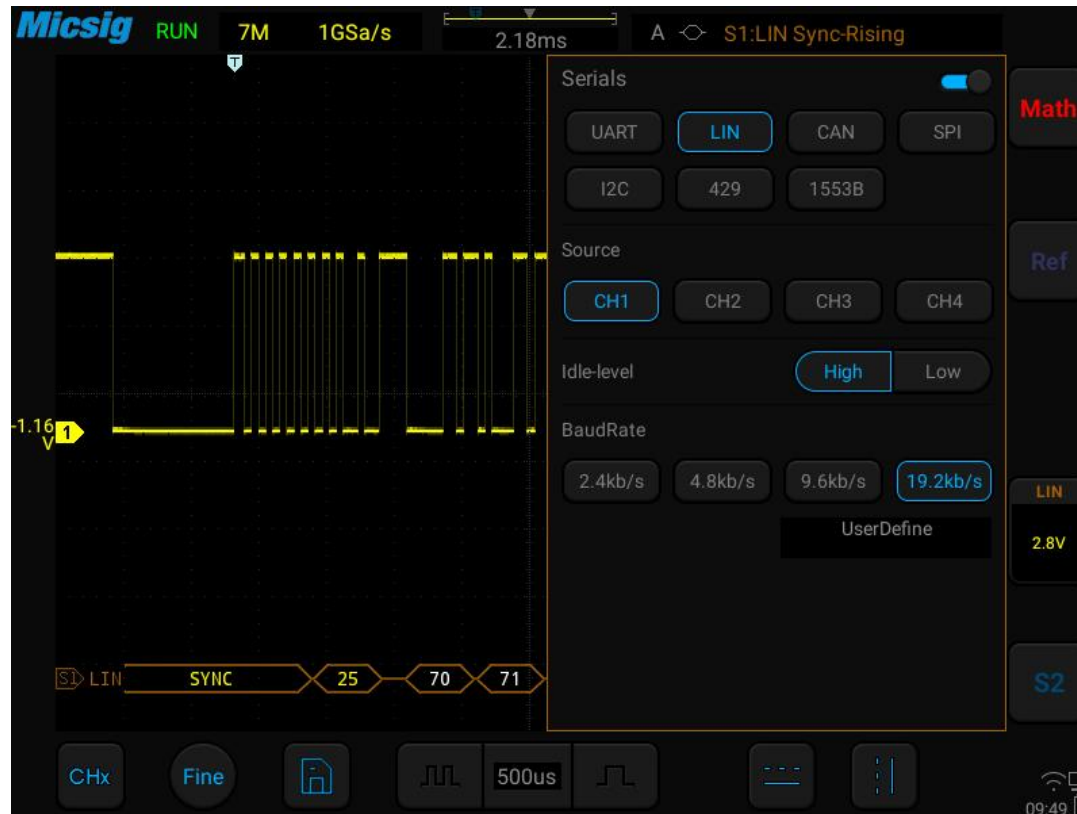 Micsig RUN 7M 1GSa/s 2.18ms A S1:LIN Sync-Rising
T
Serials
UART LIN CAN SPI
I2C 429 1553B
Source
CH1 CH2 CH3 CH4
Idle-level High Low
BaudRate
2.4kb/s 4.8kb/s 9.6kb/s 19.2kb/s
UserDefine
Math
Ref
-1.16 1
V
LIN
2.8V
S1 LIN SYNC 25 70 71
S2
CHx Fine 500us
09:49